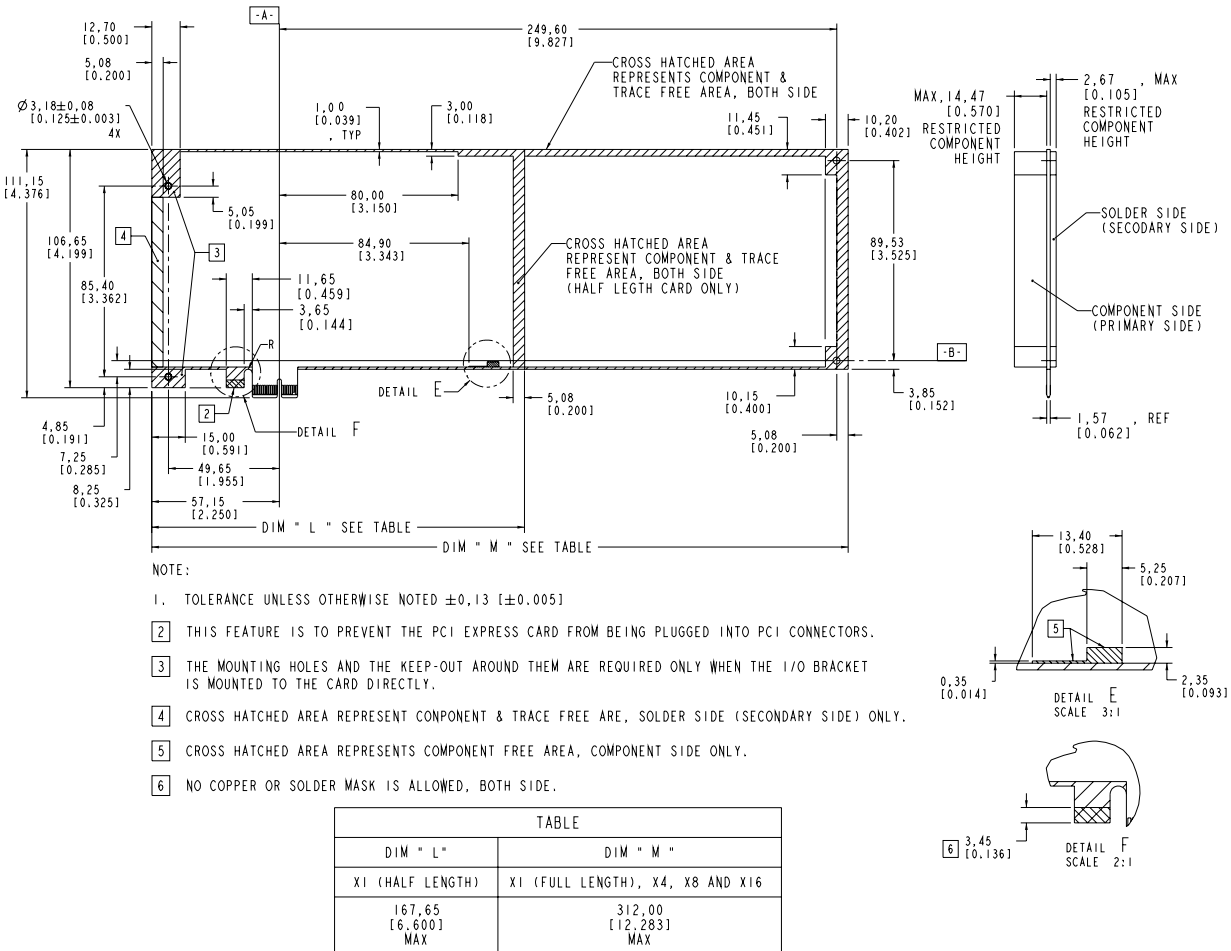 -A-
12,70
[0.500]
249,60
[9.827]
5,08
[0.200]
CROSS HATCHED AREA
REPRESENTS COMPONENT &
TRACE FREE AREA, BOTH SIDE
2,67 , MAX
[0.105]
RESTRICTED
COMPONENT
HEIGHT
MAX,14,47
[0.570]
RESTRICTED
COMPONENT
HEIGHT
Ø3,18±0,08
[0.125±0.003]
4X
1,00
[0.039]
, TYP
3,00
[0.118]
11,45
[0.451]
10,20
[0.402]
111,15
[4.376]
80,00
[3.150]
5,05
[0.199]
4
106,65
[4.199]
3
84,90
[3.343]
CROSS HATCHED AREA
REPRESENT COMPONENT & TRACE
FREE AREA, BOTH SIDE
(HALF LEGTH CARD ONLY)
89,53
[3.525]
SOLDER SIDE
(SECODARY SIDE)
85,40
[3.362]
11,65
[0.459]
3,65
[0.144]
COMPONENT SIDE
(PRIMARY SIDE)
R
-B-
DETAIL E
2
DETAIL F
5,08
[0.200]
10,15
[0.400]
3,85
[0.152]
4,85
[0.191]
15,00
[0.591]
5,08
[0.200]
1,57 , REF
[0.062]
7,25
[0.285]
49,65
[1.955]
8,25
[0.325]
57,15
[2.250]
DIM " L " SEE TABLE
DIM " M " SEE TABLE
NOTE:
1. TOLERANCE UNLESS OTHERWISE NOTED ±0,13 [±0.005]
2 THIS FEATURE IS TO PREVENT THE PCI EXPRESS CARD FROM BEING PLUGGED INTO PCI CONNECTORS.
3 THE MOUNTING HOLES AND THE KEEP-OUT AROUND THEM ARE REQUIRED ONLY WHEN THE I/O BRACKET
IS MOUNTED TO THE CARD DIRECTLY.
4 CROSS HATCHED AREA REPRESENT CONPONENT & TRACE FREE ARE, SOLDER SIDE (SECONDARY SIDE) ONLY.
5 CROSS HATCHED AREA REPRESENTS COMPONENT FREE AREA, COMPONENT SIDE ONLY.
6 NO COPPER OR SOLDER MASK IS ALLOWED, BOTH SIDE.
13,40
[0.528]
5,25
[0.207]
5
0,35
[0.014]
2,35
[0.093]
DETAIL E
SCALE 3:1
6 3,45
[0.136]
DETAIL F
SCALE 2:1
TABLE
DIM " L" DIM " M "
X1 (HALF LENGTH) X1 (FULL LENGTH), X4, X8 AND X16
167,65 312,00
[6.600] [12.283]
MAX MAX